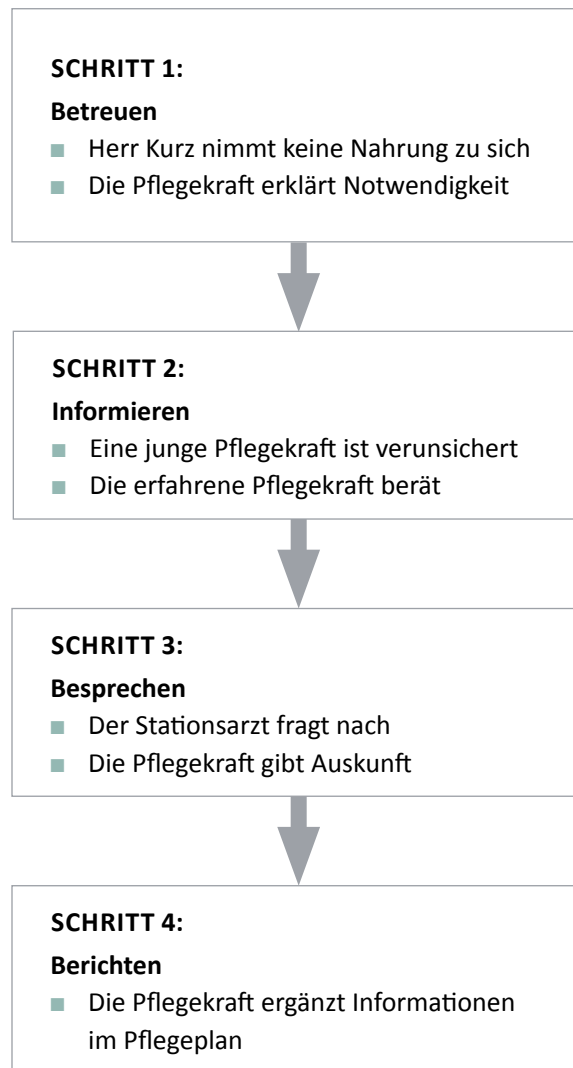 SCHRITT 1:
Betreuen
■ Herr Kurz nimmt keine Nahrung zu sich
■ Die Pflegekraft erklärt Notwendigkeit
SCHRITT 2:
Informieren
■ Eine junge Pflegekraft ist verunsichert
■ Die erfahrene Pflegekraft berät
SCHRITT 3:
Besprechen
■ Der Stationsarzt fragt nach
■ Die Pflegekraft gibt Auskunft
SCHRITT 4:
Berichten
■ Die Pflegekraft ergänzt Informationen
im Pflegeplan